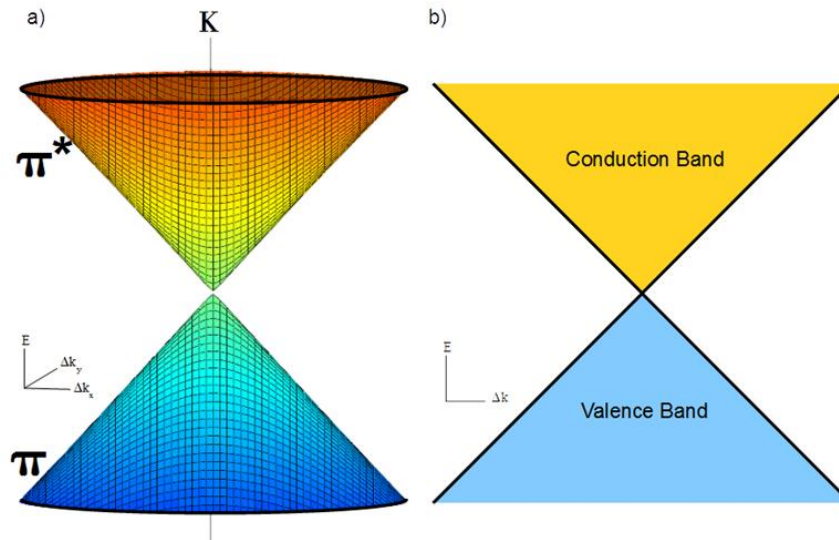 a)
K
π*
E
Δk_y
Δk_x
π
b)
Conduction Band
E
Δk
Valence Band